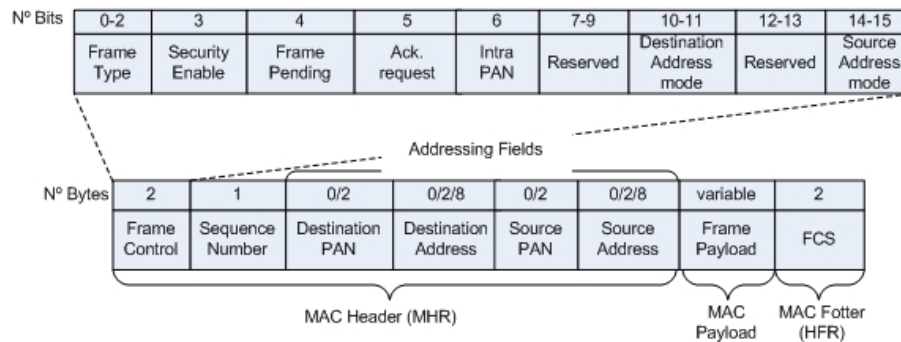 Nº Bits 0-2 3 4 5 6 7-9 10-11 12-13 14-15
Frame Type Security Enable Frame Pending Ack. request Intra PAN Reserved Destination Address mode Reserved Source Address mode
Addressing Fields
Nº Bytes 2 1 0/2 0/2/8 0/2 0/2/8 variable 2
Frame Control Sequence Number Destination PAN Destination Address Source PAN Source Address Frame Payload FCS
MAC Header (MHR) MAC Payload MAC Fotter (HFR)